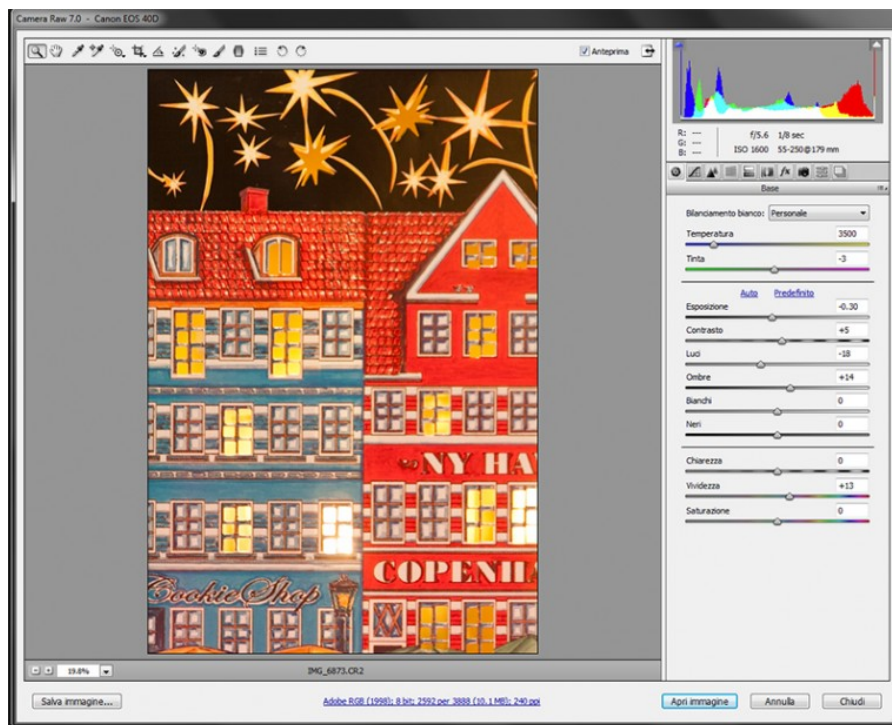 Camera Raw 7.0 - Canon EOS 40D
Anteprima
R: ---
G: ---
B: ---
f/5.6 1/8 sec
ISO 1600 55-250@179 mm
Base
Bilanciamento bianco: Personale
Temperatura 3500
Tinta -3
Auto Predefinito
Esposizione -0.30
Contrasto +5
Luci -18
Ombre +14
Bianchi 0
Neri 0
Chiarezza 0
Vividezza +13
Saturazione 0
NY HA
COPENHA
CookieShop
19.8% IMG_6873.CR2
Salva immagine... Adobe RGB (1998); 8 bit; 2592 per 3888 (10.1 MB); 240 ppi Apri immagine Annulla Chiudi